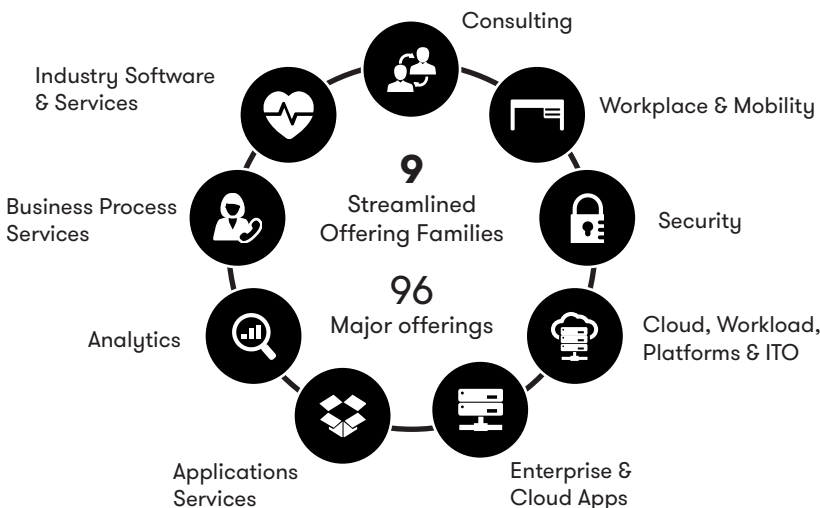 Consulting
Industry Software
& Services
Workplace & Mobility
9
Streamlined
Offering Families
Business Process
Services
Security
96
Major offerings
Analytics
Cloud, Workload,
Platforms & ITO
Applications
Services
Enterprise &
Cloud Apps